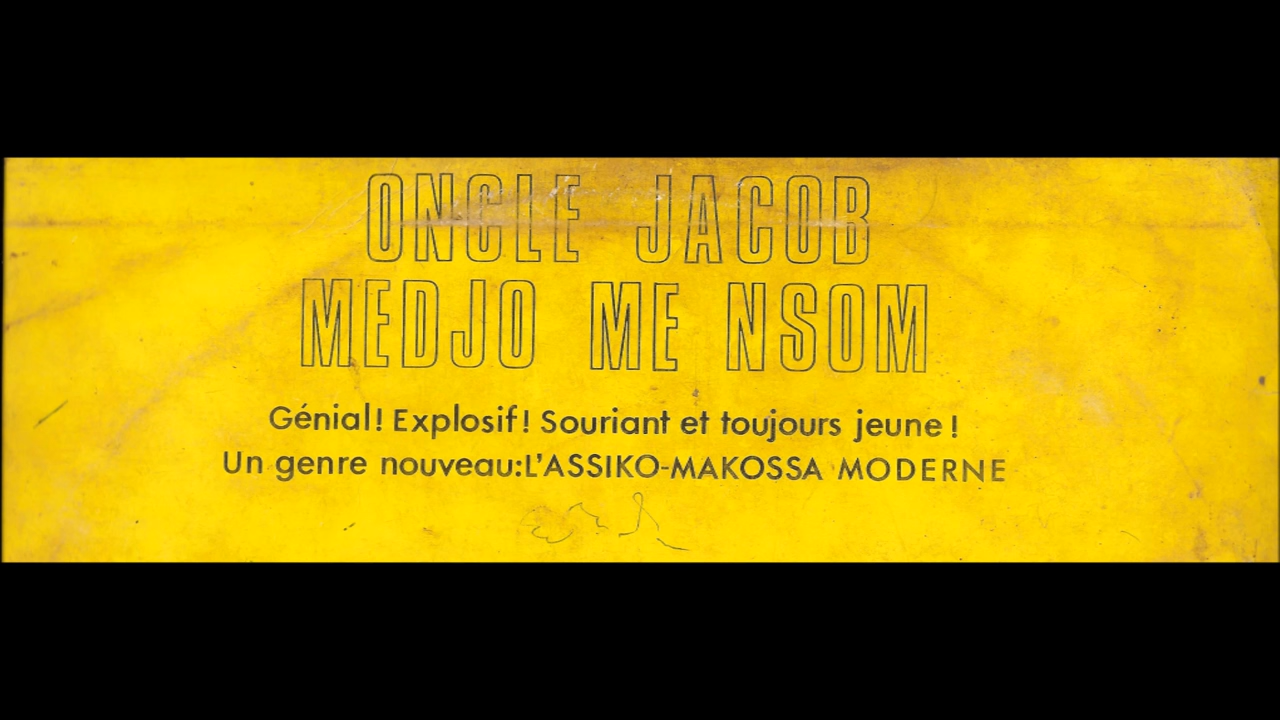 ONCLE JACOB
MEDJO ME NSOM
Génial! Explosif! Souriant et toujours jeune!
Un genre nouveau:L'ASSIKO-MAKOSSA MODERNE